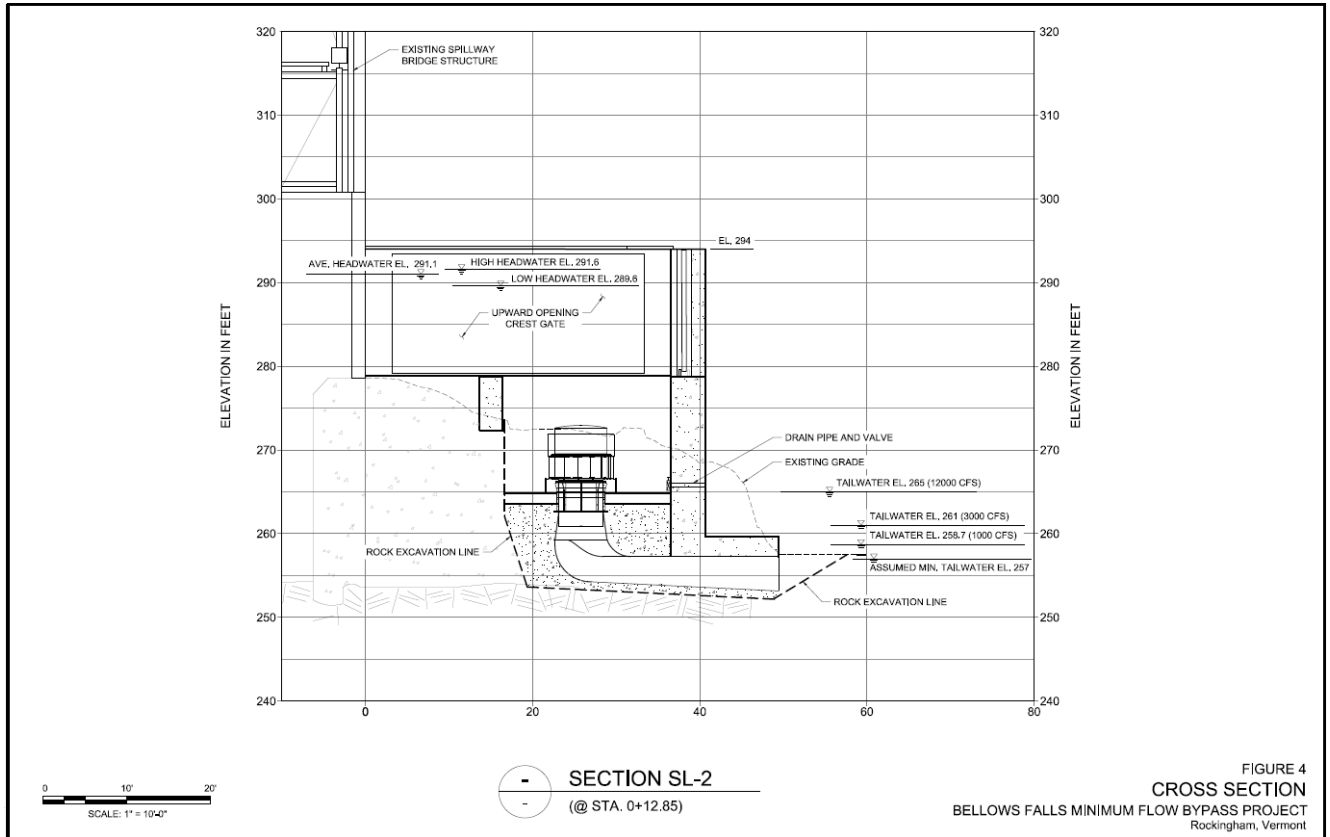 320
320
EXISTING SPILLWAY
BRIDGE STRUCTURE
310
310
300
300
EL. 294
AVE. HEADWATER EL. 291.1
HIGH HEADWATER EL. 291.6
LOW HEADWATER EL. 289.6
290
290
UPWARD OPENING
CREST GATE
ELEVATION IN FEET
ELEVATION IN FEET
280
280
DRAIN PIPE AND VALVE
270
270
EXISTING GRADE
TAILWATER EL. 265 (12000 CFS)
TAILWATER EL. 261 (3000 CFS)
260
260
TAILWATER EL. 258.7 (1000 CFS)
ROCK EXCAVATION LINE
ASSUMED MIN. TAILWATER EL. 257
ROCK EXCAVATION LINE
250
250
240
240
0
20
40
60
80
0 10' 20'
SCALE: 1" = 10'-0"
-
-
SECTION SL-2
(@ STA. 0+12.85)
FIGURE 4
CROSS SECTION
BELLOWS FALLS MINIMUM FLOW BYPASS PROJECT
Rockingham, Vermont